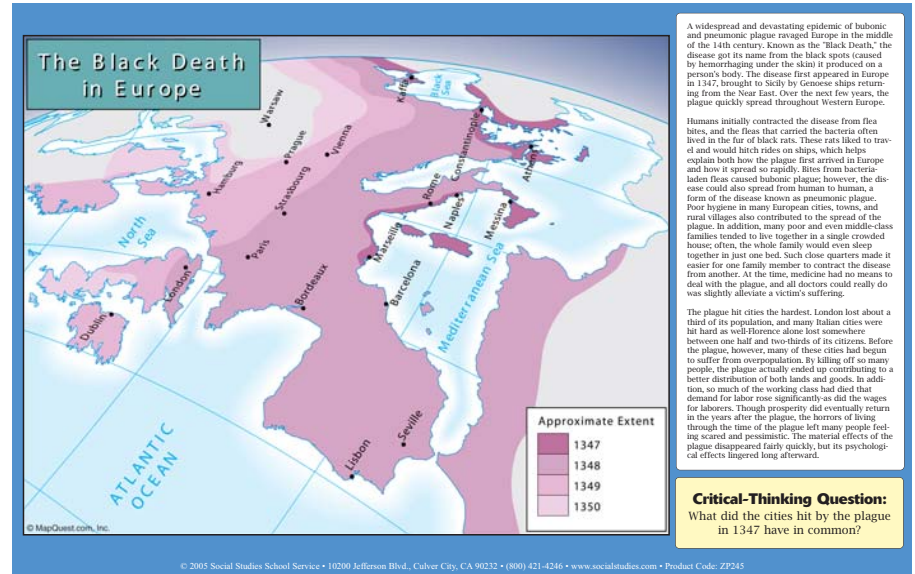 The Black Death
in Europe
Warsaw
Prague
Vienna
Hamburg
Strasbourg
Paris
Bordeaux
London
Dublin
North
Sea
ATLANTIC
OCEAN
Lisbon
Seville
Barcelona
Marseille
Mediterranean Sea
Rome
Naples
Messina
Constantinople
Athens
Kaffa
Black
Sea
Approximate Extent
1347
1348
1349
1350
© MapQuest.com, Inc.
A widespread and devastating epidemic of bubonic
and pneumonic plague ravaged Europe in the middle
of the 14th century. Known as the "Black Death," the
disease got its name from the black spots (caused
by hemorrhaging under the skin) it produced on a
person's body. The disease first appeared in Europe
in 1347, brought to Sicily by Genoese ships return-
ing from the Near East. Over the next few years, the
plague quickly spread throughout Western Europe.
Humans initially contracted the disease from flea
bites, and the fleas that carried the bacteria often
lived in the fur of black rats. These rats liked to trav-
el and would hitch rides on ships, which helps
explain both how the plague first arrived in Europe
and how it spread so rapidly. Bites from bacteria-
laden fleas caused bubonic plague; however, the dis-
ease could also spread from human to human, a
form of the disease known as pneumonic plague.
Poor hygiene in many European cities, towns, and
rural villages also contributed to the spread of the
plague. In addition, many poor and even middle-class
families tended to live together in a single crowded
house; often, the whole family would even sleep
together in just one bed. Such close quarters made it
easier for one family member to contract the disease
from another. At the time, medicine had no means to
deal with the plague, and all doctors could really do
was slightly alleviate a victim's suffering.
The plague hit cities the hardest. London lost about a
third of its population, and many Italian cities were
hit hard as well-Florence alone lost somewhere
between one half and two-thirds of its citizens. Before
the plague, however, many of these cities had begun
to suffer from overpopulation. By killing off so many
people, the plague actually ended up contributing to a
better distribution of both lands and goods. In addi-
tion, so much of the working class had died that
demand for labor rose significantly-as did the wages
for laborers. Though prosperity did eventually return
in the years after the plague, the horrors of living
through the time of the plague left many people feel-
ing scared and pessimistic. The material effects of the
plague disappeared fairly quickly, but its psychologi-
cal effects lingered long afterward.
Critical-Thinking Question:
What did the cities hit by the plague
in 1347 have in common?
© 2005 Social Studies School Service • 10200 Jefferson Blvd., Culver City, CA 90232 • (800) 421-4246 • www.socialstudies.com • Product Code: ZP245